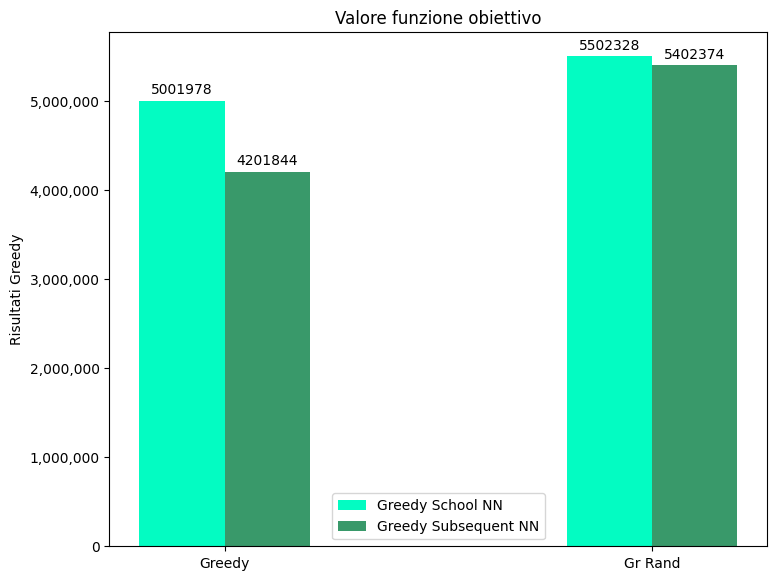 Valore funzione obiettivo
5502328
5402374
5001978
4201844
5,000,000
4,000,000
3,000,000
2,000,000
1,000,000
0
Risultati Greedy
Greedy School NN
Greedy Subsequent NN
Greedy
Gr Rand